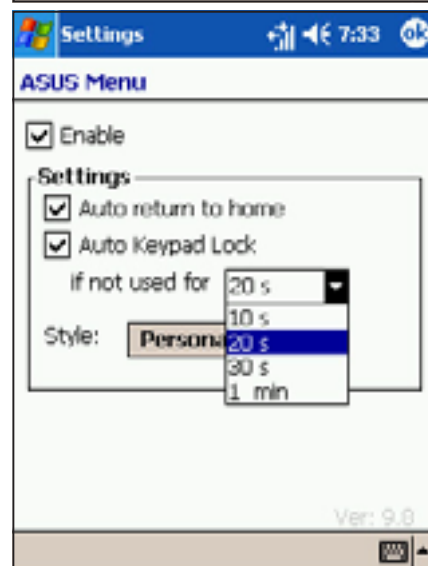 Settings 7:33 ok
ASUS Menu
Enable
Settings
Auto return to home
Auto Keypad Lock
if not used for 20 s
10 s
Style: Persona 20 s
30 s
1 min
Ver: 9.0